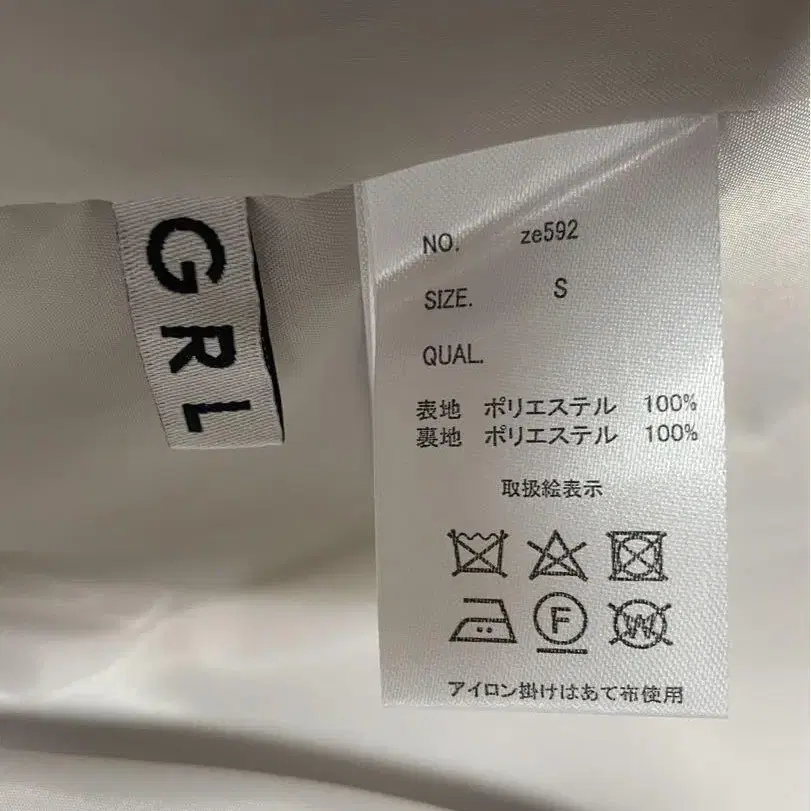 GRL
NO. ze592
SIZE. S
QUAL.
表地 ポリエステル 100%
裏地 ポリエステル 100%
取扱絵表示
F W
アイロン掛けはあて布使用